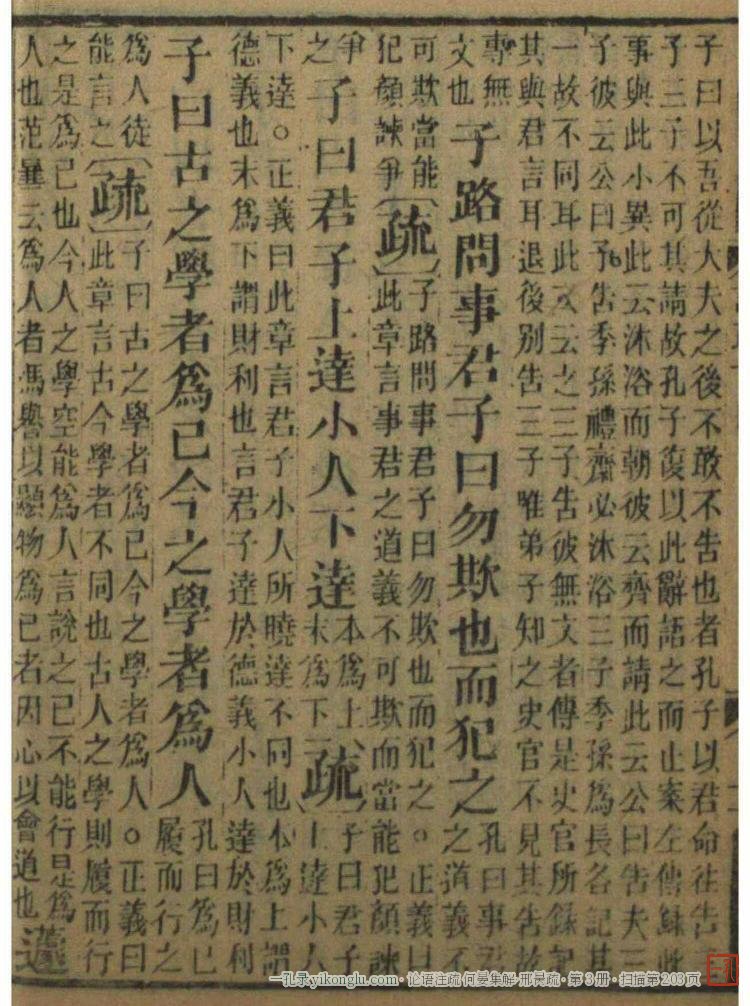 子曰以吾從大夫之後不敢不告也者孔子以君命往告
子三子不可其請故孔子復以此辭語之而止案左傳錄此
事與此小異此云沐浴而朝彼云齊而請此云公曰告夫三
子彼云公曰子告季孫禮齋必沐浴三子季孫爲長各記其
一故不同耳此又云之三子告彼無文者傳是史官所錄記
其與君言耳退後別告三子唯弟子知之史官不見其告故
專無
文也 子路問事君子曰勿欺也而犯之 孔曰事君
之道義不
可欺當能
犯顏諫爭 疏 子路問事君子曰勿欺也而犯之○正義曰
此章言事君之道義不可欺而當能犯顏諫
爭
之 子曰君子上達小人下達 本爲上
末爲下 疏 子曰君子
上達小人
下達○正義曰此章言君子小人所曉達不同也本爲上謂
德義也末爲下謂財利也言君子達於德義小人達於財利
子曰古之學者爲己今之學者爲人 孔曰爲己
履而行之
爲人徒
能言之 疏 子曰古之學者爲己今之學者爲人○正義曰
此章言古今學者不同也古人之學則履而行
之是爲己也今人之學空能爲人言說之己不能行是爲
人也范曄云爲人者馮譽以顯物爲己者因心以會道也 蘧
一孔录yikonglu.com · 论语注疏 何晏集解 邢昺疏 · 第 3 册 · 扫描第 203 页